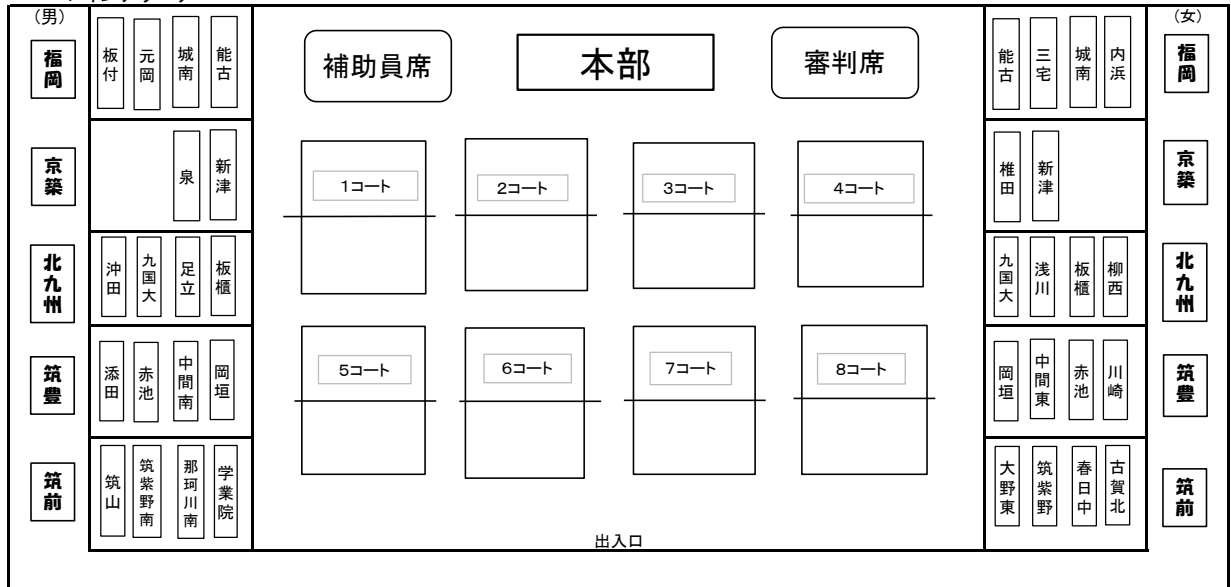 (男)
(女)
福岡
板付
元岡
城南
能古
補助員席
本部
審判席
能古
三宅
城南
内浜
福岡
京築
泉
新津
1コート
2コート
3コート
4コート
椎田
新津
京築
北九州
沖田
九国大
足立
板櫃
九国大
浅川
板櫃
柳西
北九州
筑豊
添田
赤池
中間南
岡垣
5コート
6コート
7コート
8コート
岡垣
中間東
赤池
川崎
筑豊
筑前
筑山
筑紫野南
那珂川南
学業院
大野東
筑紫野
春日中
古賀北
筑前
出入口